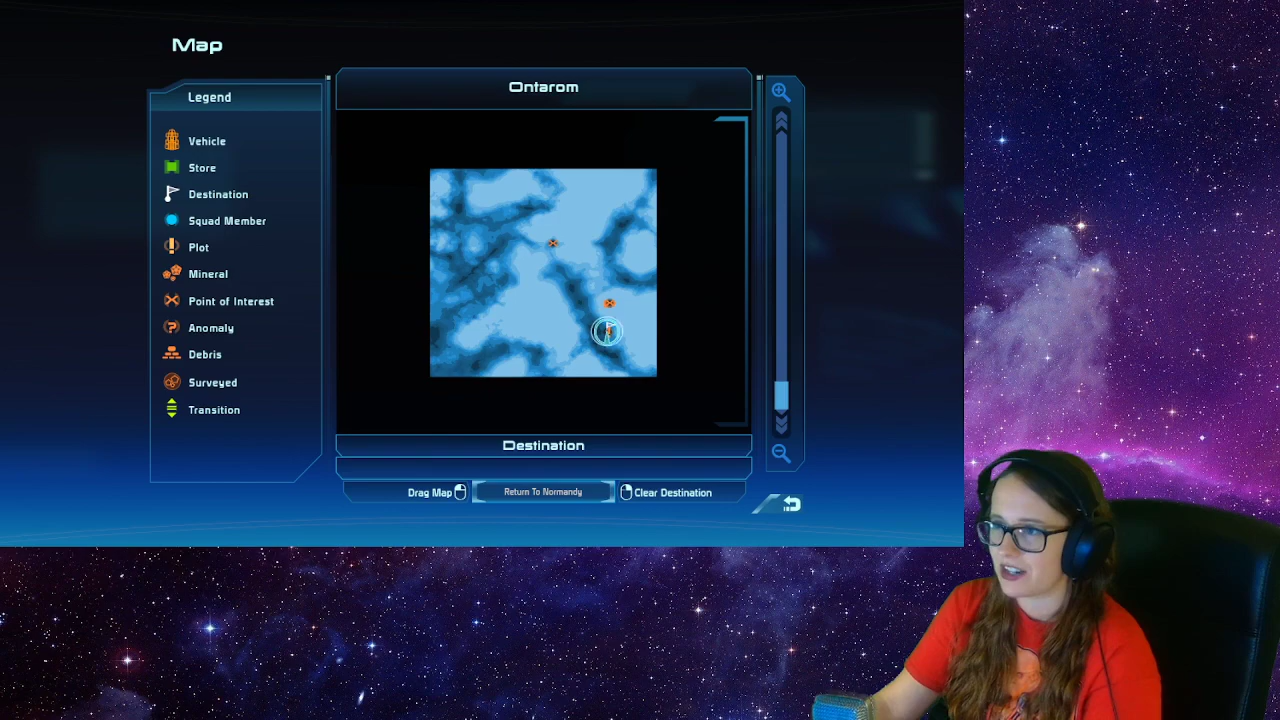 Map
Legend
Vehicle
Store
Destination
Squad Member
Plot
Mineral
Point of Interest
Anomaly
Debris
Surveyed
Transition
Ontarom
Destination
Drag Map
Return To Normandy
Clear Destination